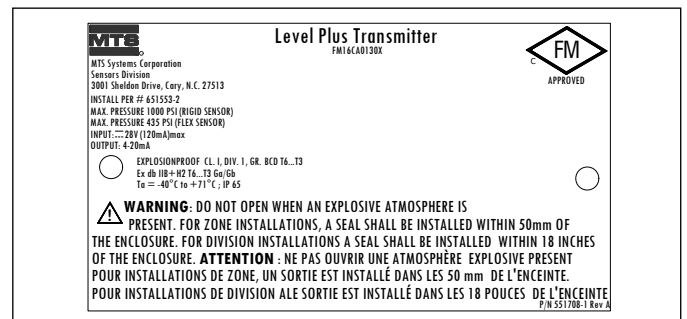 MTS
Level Plus Transmitter
FM16CA0130X
C FM
APPROVED
MTS Systems Corporation
Sensors Division
3001 Sheldon Drive, Cary, N.C. 27513
INSTALL PER # 651553-2
MAX. PRESSURE 1000 PSI (RIGID SENSOR)
MAX. PRESSURE 435 PSI (FLEX SENSOR)
INPUT: ⎓ 28V (120mA)max
OUTPUT: 4-20mA
EXPLOSIONPROOF CL. I, DIV. 1, GR. BCD T6...T3
Ex db IIB+H2 T6...T3 Ga/Gb
Ta = -40°C to +71°C ; IP 65
WARNING: DO NOT OPEN WHEN AN EXPLOSIVE ATMOSPHERE IS
PRESENT. FOR ZONE INSTALLATIONS, A SEAL SHALL BE INSTALLED WITHIN 50mm OF
THE ENCLOSURE. FOR DIVISION INSTALLATIONS A SEAL SHALL BE INSTALLED WITHIN 18 INCHES
OF THE ENCLOSURE. ATTENTION : NE PAS OUVRIR UNE ATMOSPHÈRE EXPLOSIVE PRESENT
POUR INSTALLATIONS DE ZONE, UN SORTIE EST INSTALLÉ DANS LES 50 mm DE L'ENCEINTE.
POUR INSTALLATIONS DE DIVISION ALE SORTIE EST INSTALLÉ DANS LES 18 POUCES DE L'ENCEINTE
P/N 551708-1 Rev A